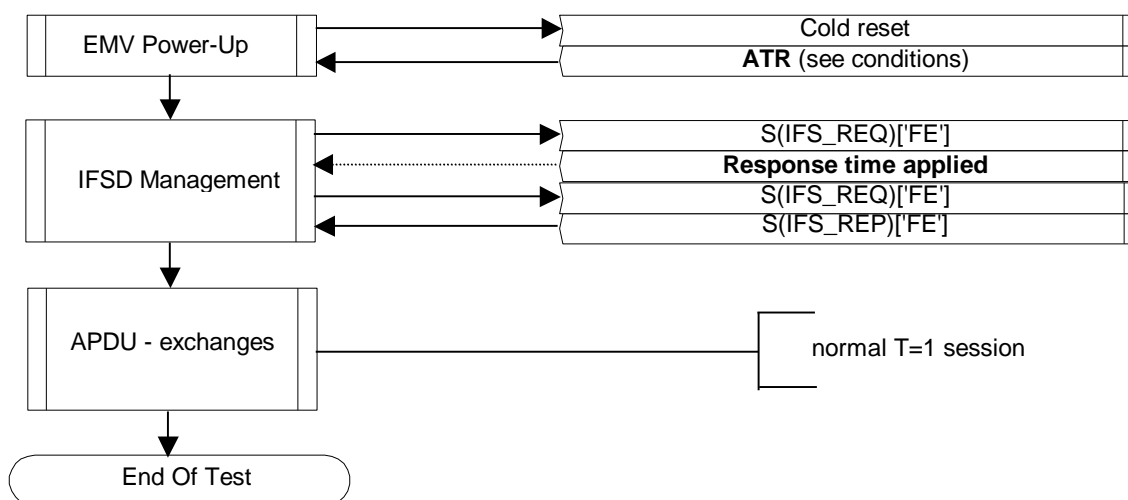 EMV Power-Up
Cold reset
ATR (see conditions)
IFSD Management
S(IFS_REQ)['FE']
Response time applied
S(IFS_REQ)['FE']
S(IFS_REP)['FE']
APDU - exchanges
normal T=1 session
End Of Test